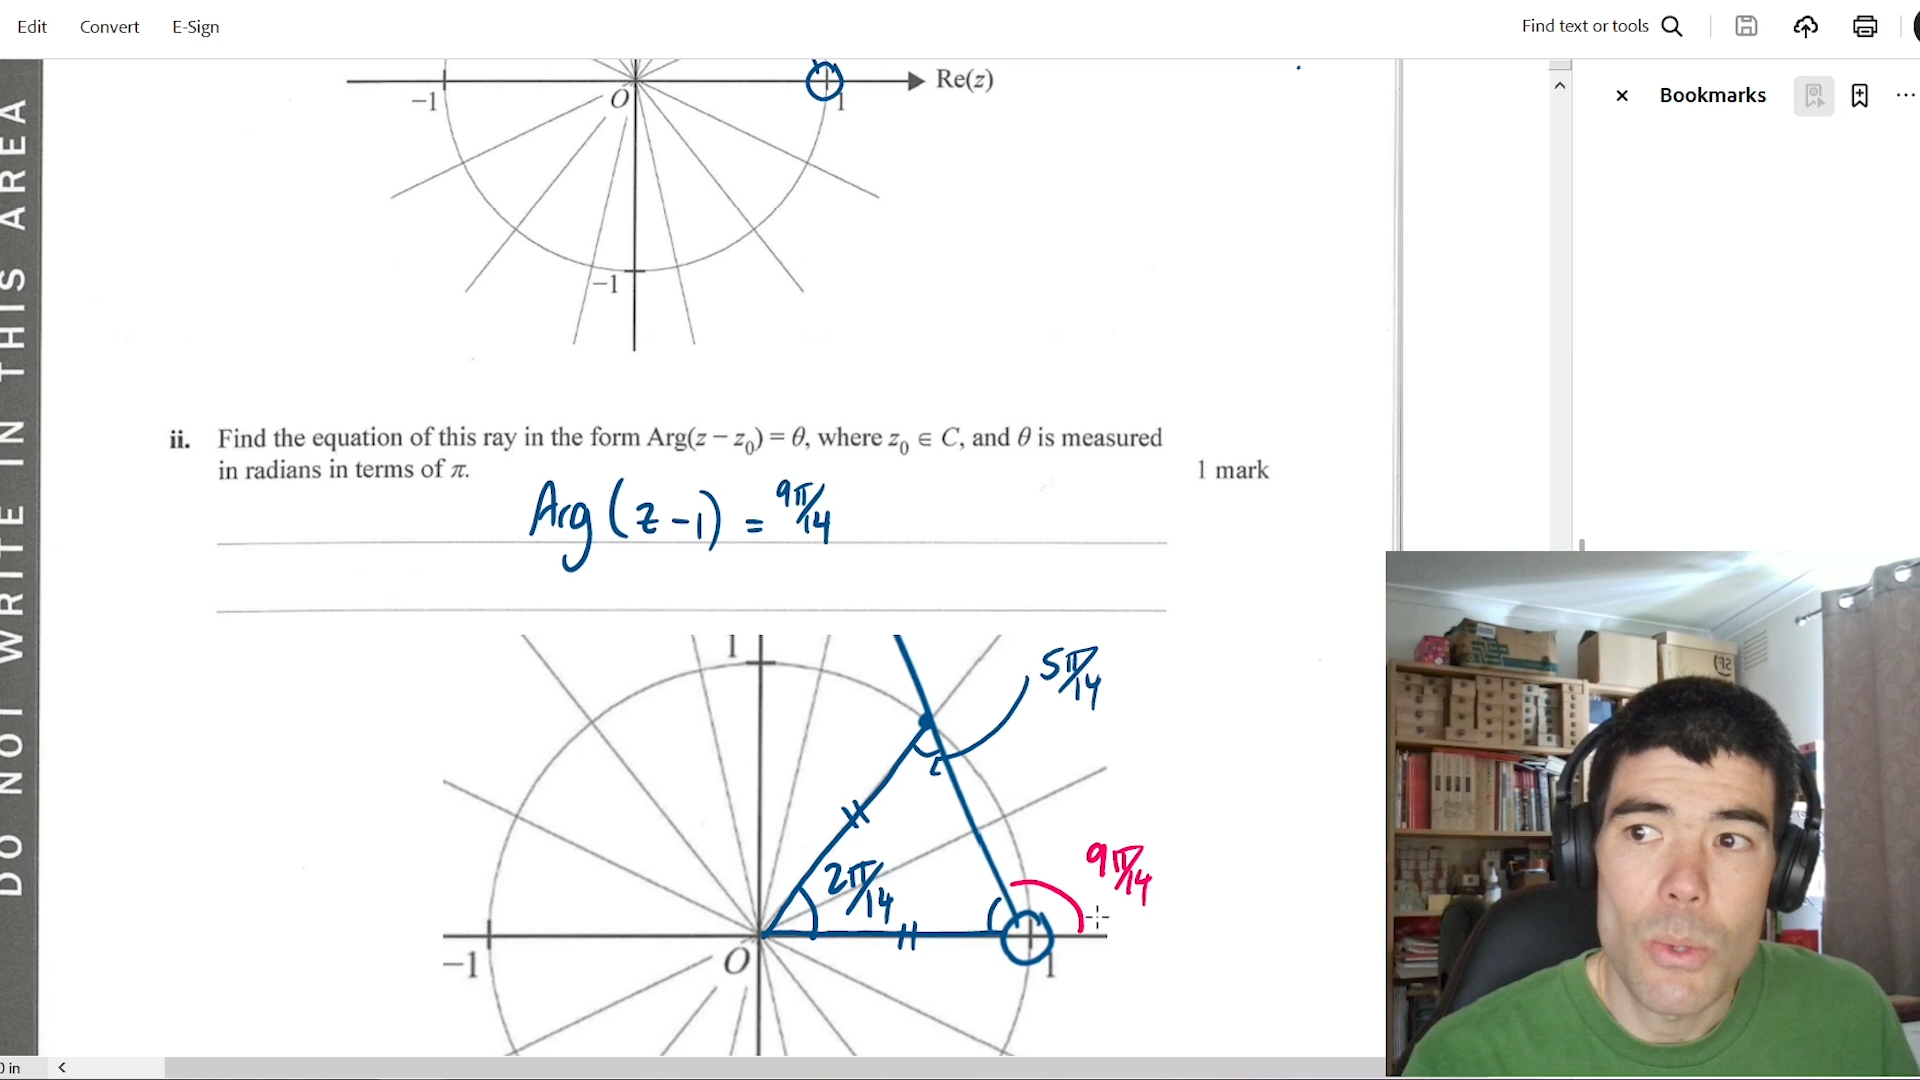 Edit Convert E-Sign Find text or tools
Bookmarks
Re(z)
−1 O 1
−1
DO NOT WRITE IN THIS AREA
ii. Find the equation of this ray in the form Arg(z − z₀) = θ, where z₀ ∈ C, and θ is measured
in radians in terms of π. 1 mark
Arg (z −1) = 9π/14
1
5π/14
2π/14
9π/14
−1 O 1